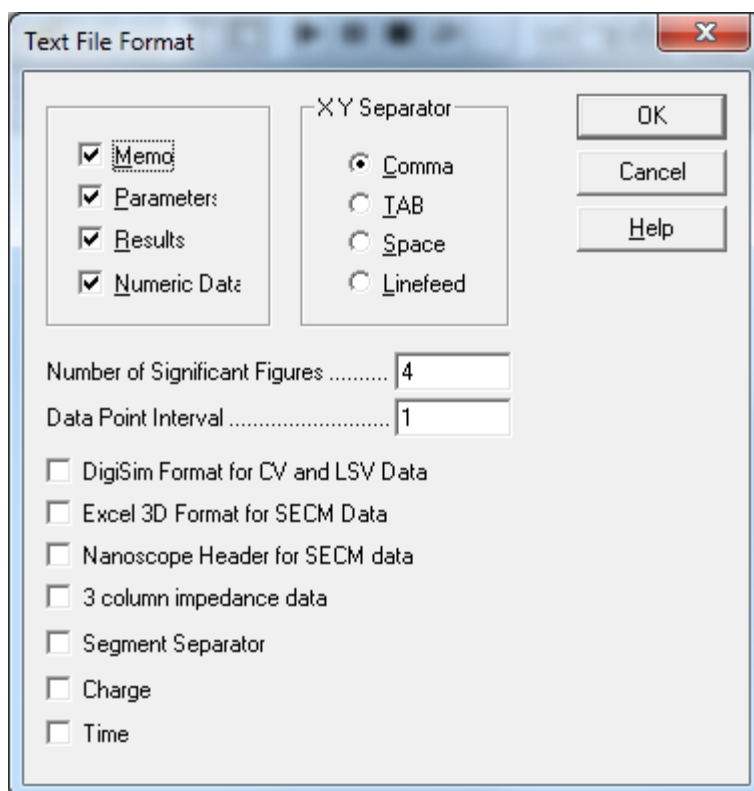 Text File Format
Memo
Parameters
Results
Numeric Data
X Y Separator
Comma
TAB
Space
Linefeed
OK
Cancel
Help
Number of Significant Figures .......... 4
Data Point Interval ........................... 1
DigiSim Format for CV and LSV Data
Excel 3D Format for SECM Data
Nanoscope Header for SECM data
3 column impedance data
Segment Separator
Charge
Time